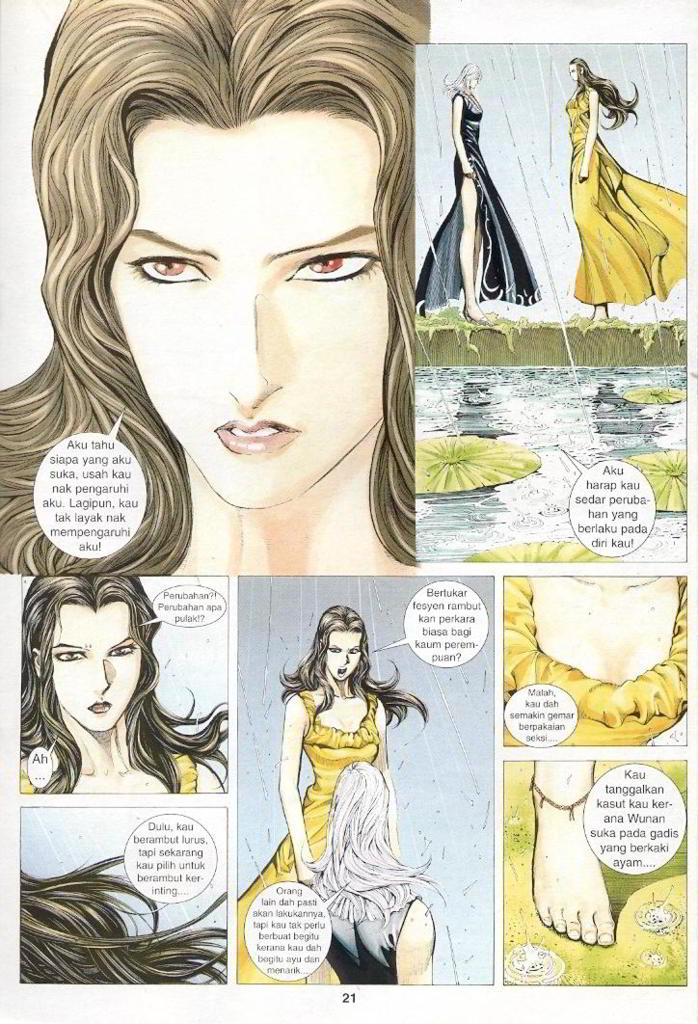 Aku tahu
siapa yang aku
suka, usah kau
nak pengaruhi
aku. Lagipun, kau
tak layak nak
mempengaruhi
aku!
Aku
harap kau
sedar peruba-
han yang
berlaku pada
diri kau!
Perubahan?!
Perubahan apa
pulak!?
Ah
...
Bertukar
fesyen rambut
kan perkara
biasa bagi
kaum perem-
puan?
Malah,
kau dah
semakin gemar
berpakaian
seksi....
Dulu, kau
berambut lurus,
tapi sekarang
kau pilih untuk
berambut ker-
inting....
Orang
lain dah pasti
akan lakukannya,
tapi kau tak perlu
berbuat begitu
kerana kau dah
begitu ayu dan
menarik...
Kau
tanggalkan
kasut kau ker-
ana Wunan
suka pada gadis
yang berkaki
ayam....
21